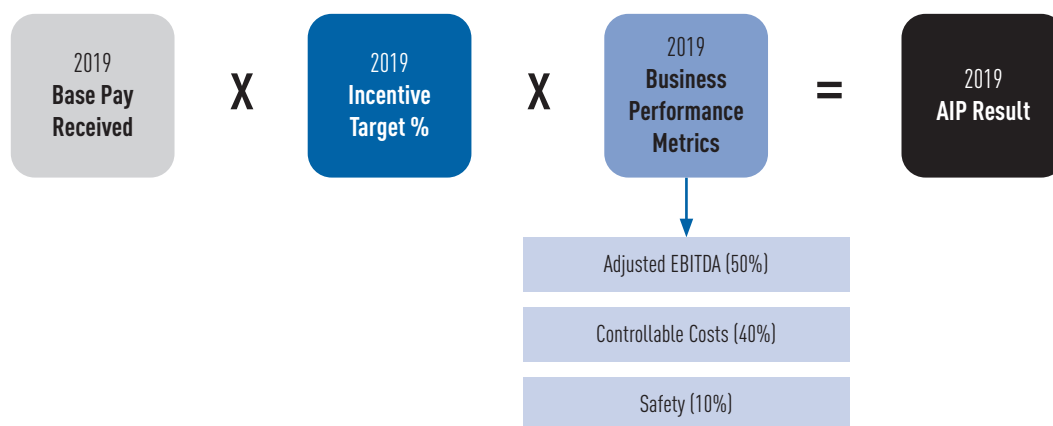 2019
Base Pay
Received
X
2019
Incentive
Target %
X
2019
Business
Performance
Metrics
=
2019
AIP Result
Adjusted EBITDA (50%)
Controllable Costs (40%)
Safety (10%)